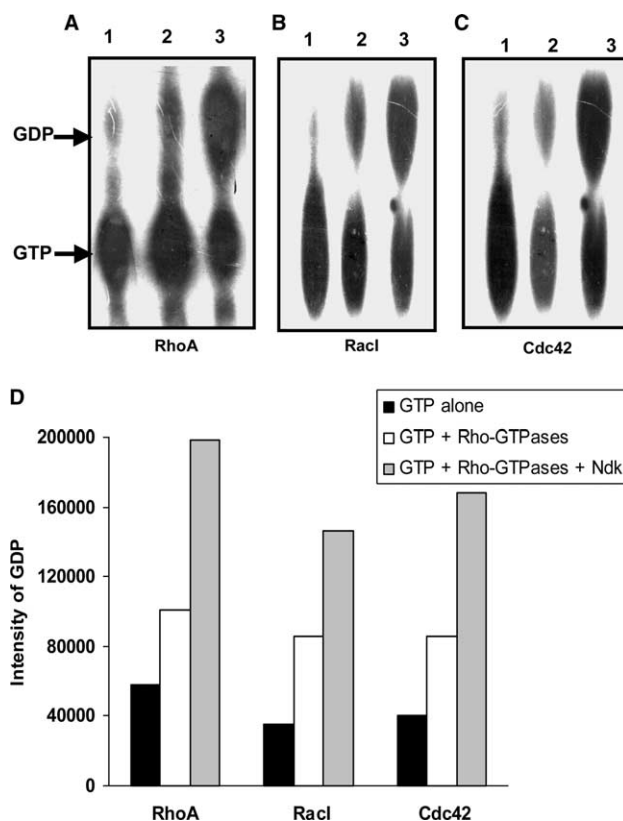 A B C
1 2 3 1 2 3 1 2 3
GDP
GTP
RhoA RacI Cdc42
D
GTP alone
GTP + Rho-GTPases
GTP + Rho-GTPases + Ndk
200000
160000
120000
80000
40000
0
Intensity of GDP
RhoA RacI Cdc42